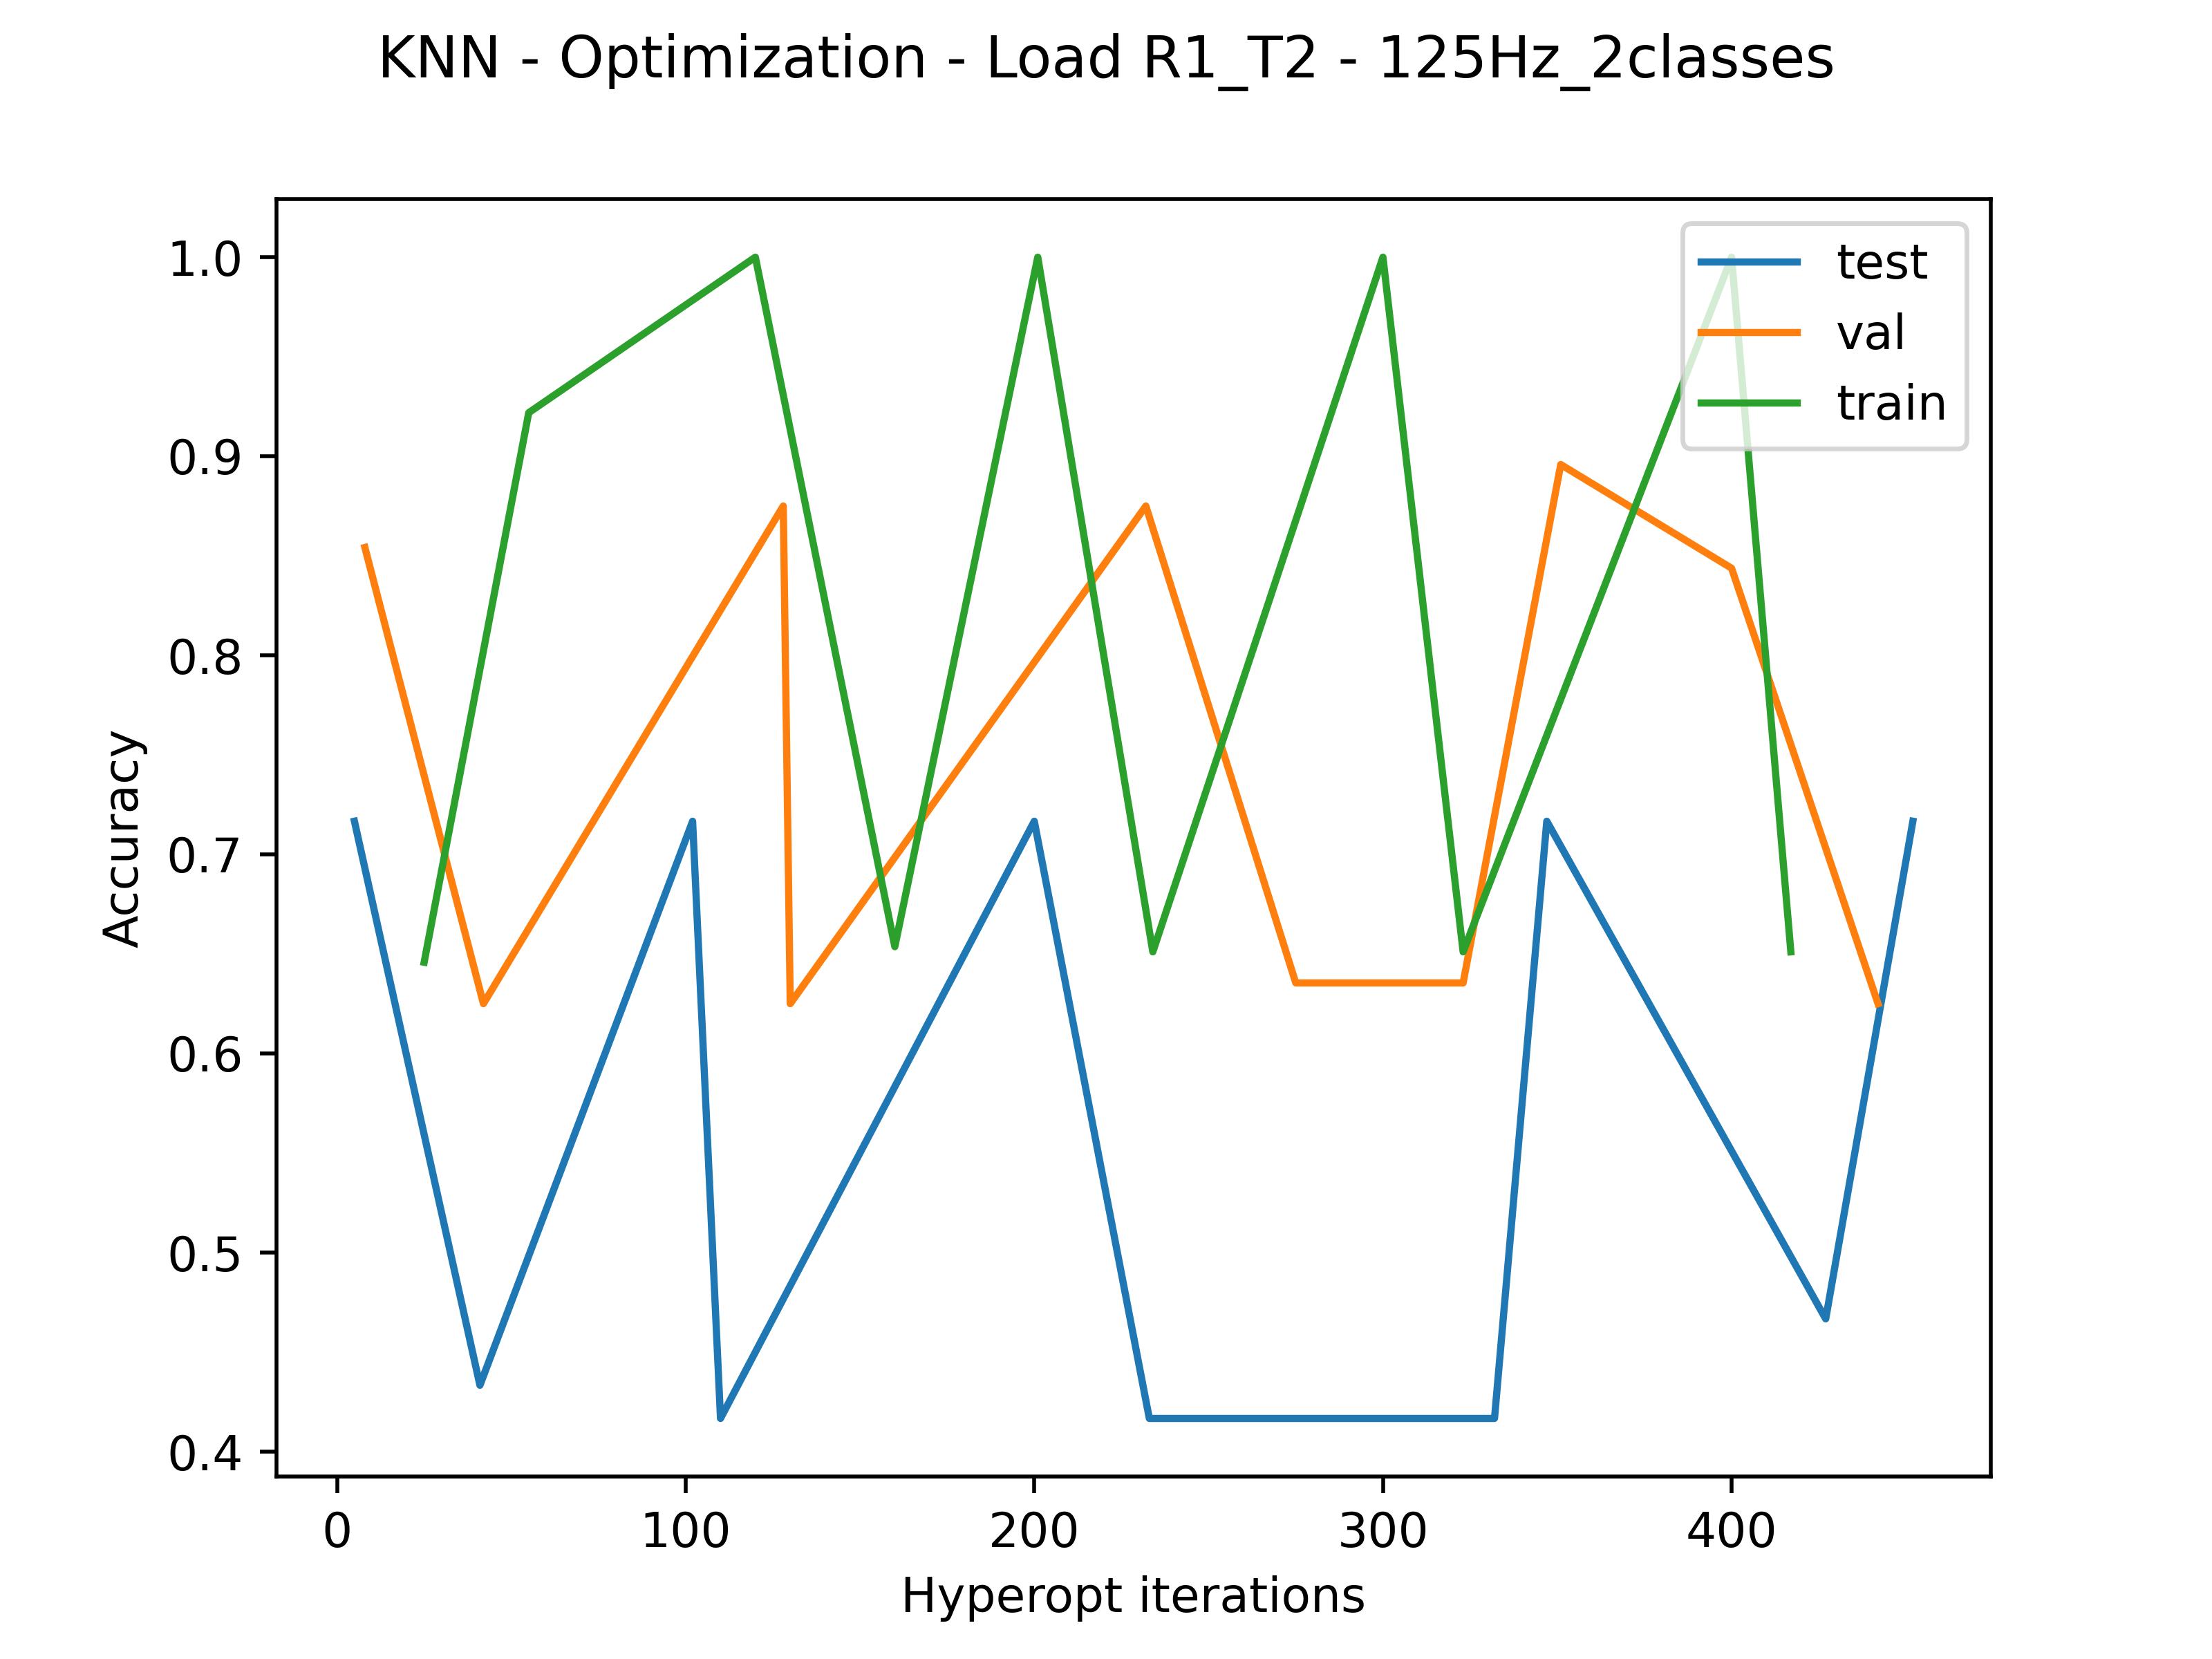 KNN - Optimization - Load R1_T2 - 125Hz_2classes
test
val
train
1.0
0.9
0.8
0.7
0.6
0.5
0.4
Accuracy
0 100 200 300 400
Hyperopt iterations